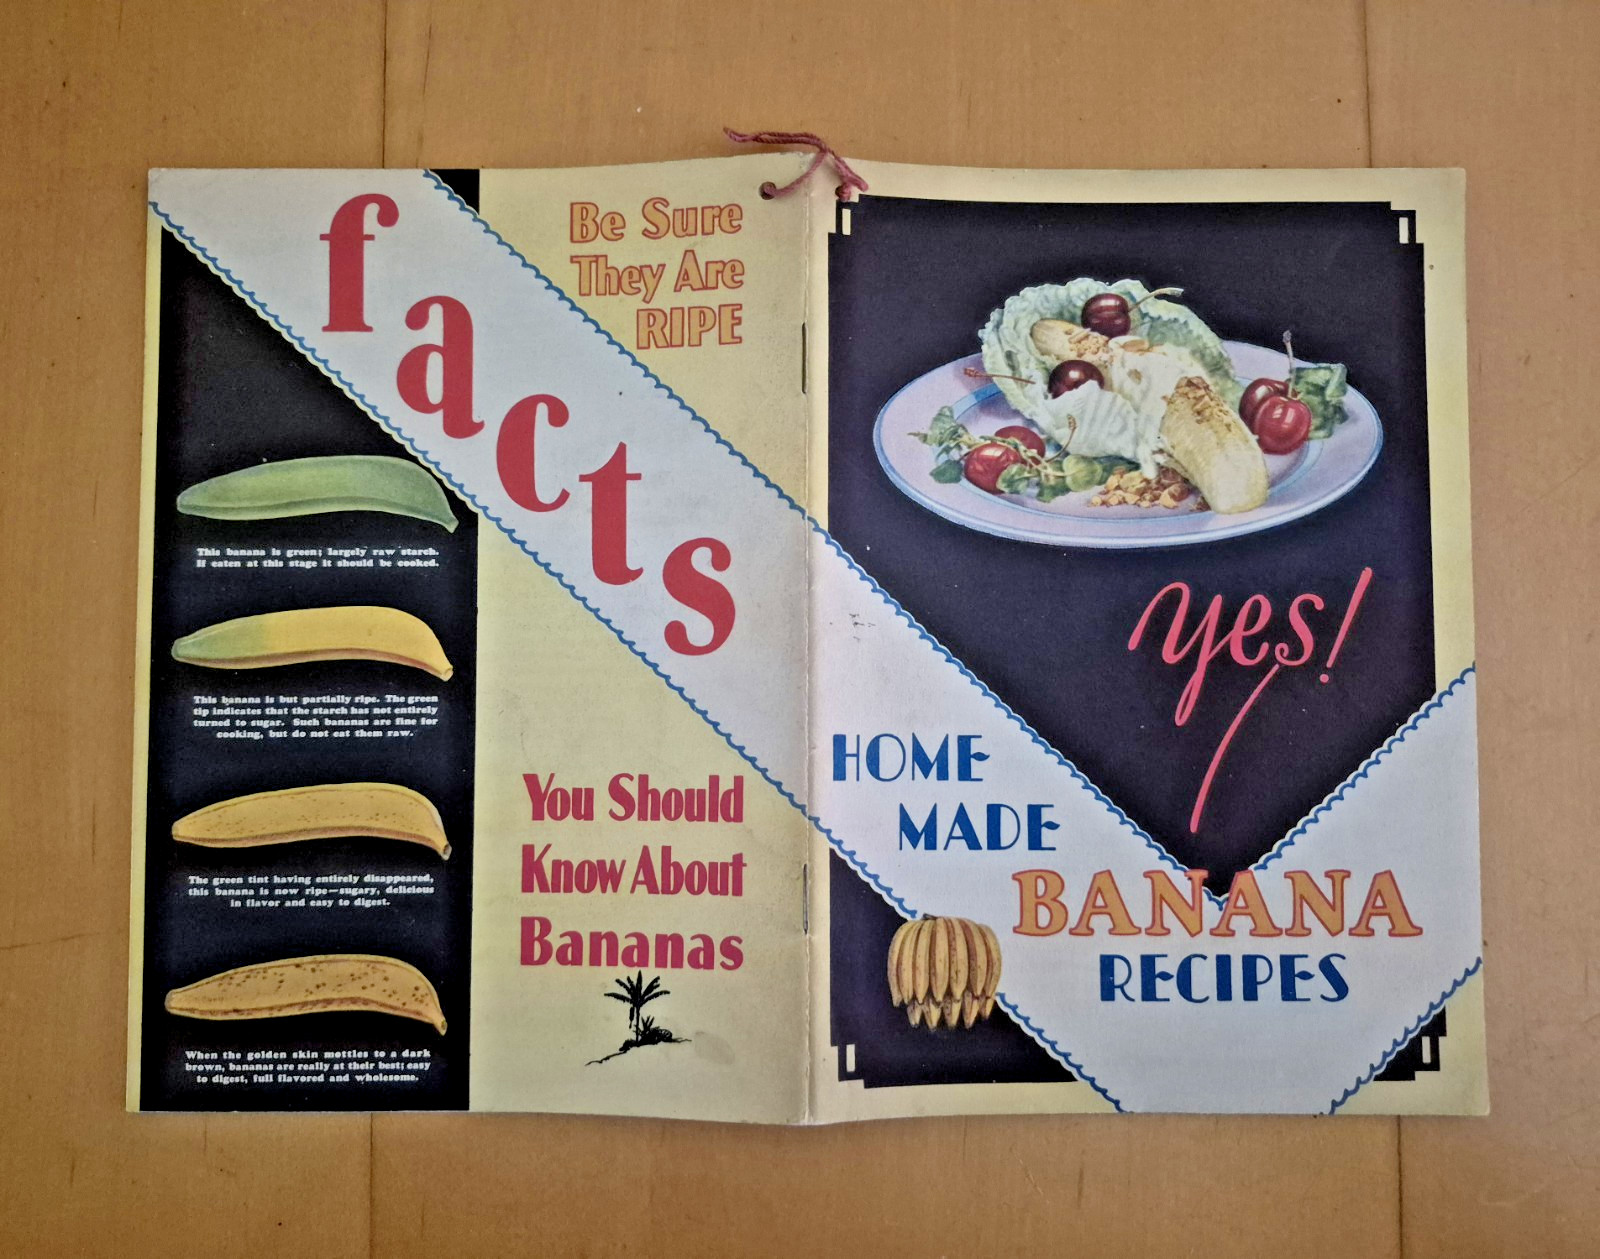 facts
Be Sure
They Are
RIPE
This banana is green; largely raw starch.
If eaten at this stage it should be cooked.
This banana is but partially ripe. The green
tip indicates that the starch has not entirely
turned to sugar. Such bananas are fine for
cooking, but do not eat them raw.
The green tint having entirely disappeared,
this banana is now ripe—sugary, delicious
in flavor and easy to digest.
When the golden skin mottles to a dark
brown, bananas are really at their best; easy
to digest, full flavored and wholesome.
You Should
Know About
Bananas
yes!
HOME
MADE
BANANA
RECIPES